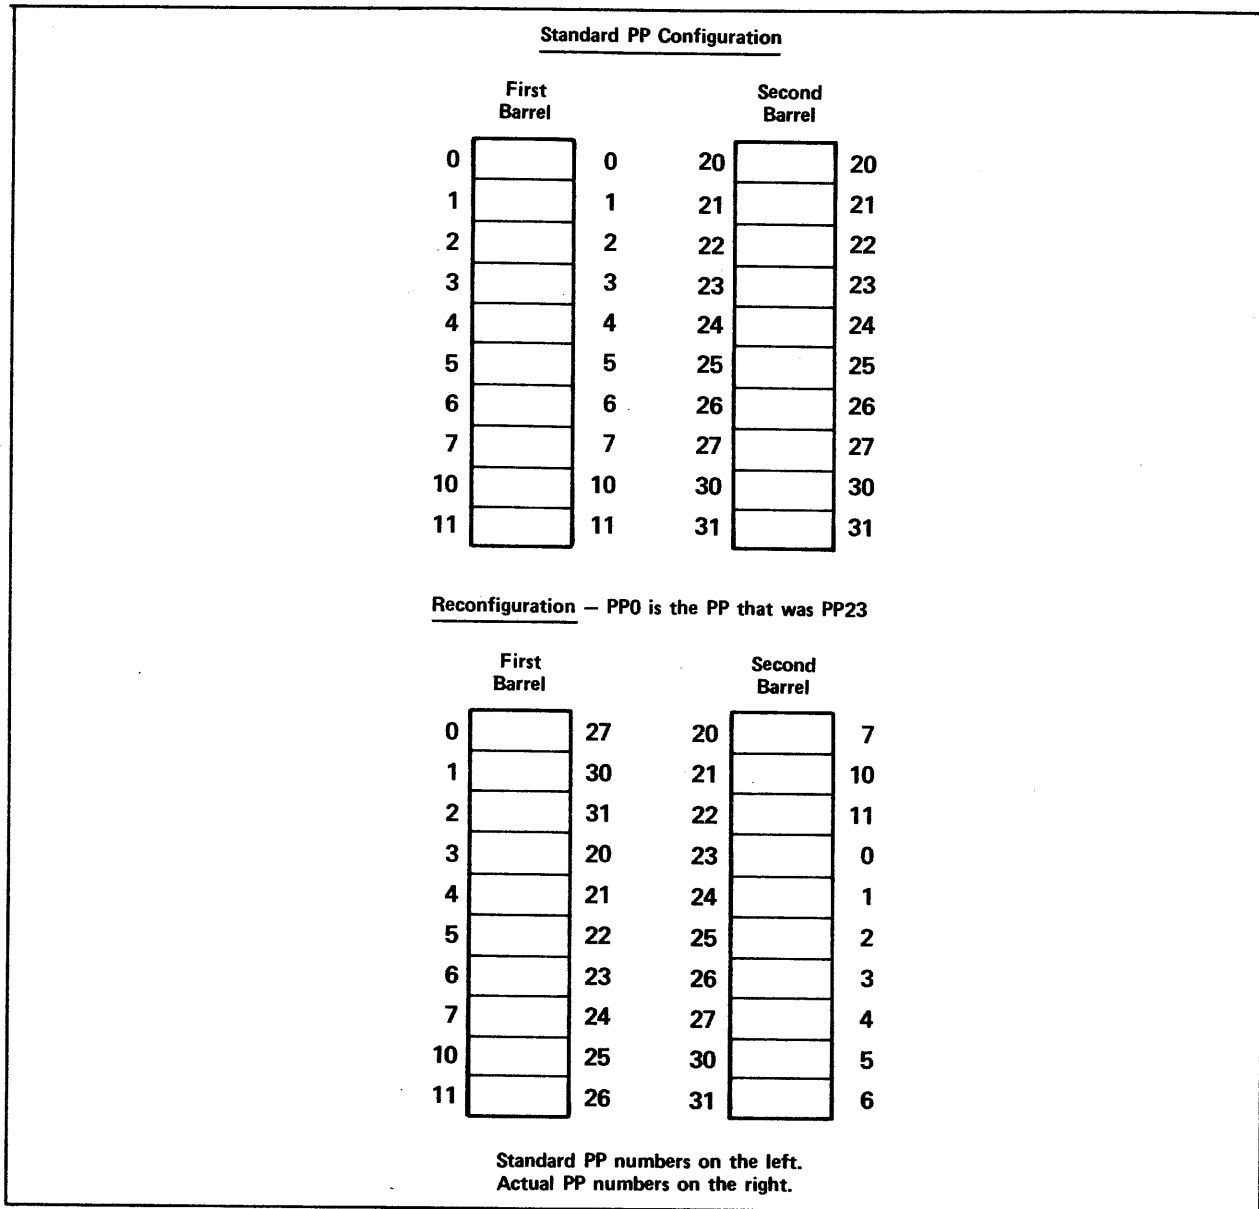 Standard PP Configuration
First
Barrel
Second
Barrel
0 0 20 20
1 1 21 21
2 2 22 22
3 3 23 23
4 4 24 24
5 5 25 25
6 6 26 26
7 7 27 27
10 10 30 30
11 11 31 31
Reconfiguration — PP0 is the PP that was PP23
First
Barrel
Second
Barrel
0 27 20 7
1 30 21 10
2 31 22 11
3 20 23 0
4 21 24 1
5 22 25 2
6 23 26 3
7 24 27 4
10 25 30 5
11 26 31 6
Standard PP numbers on the left.
Actual PP numbers on the right.